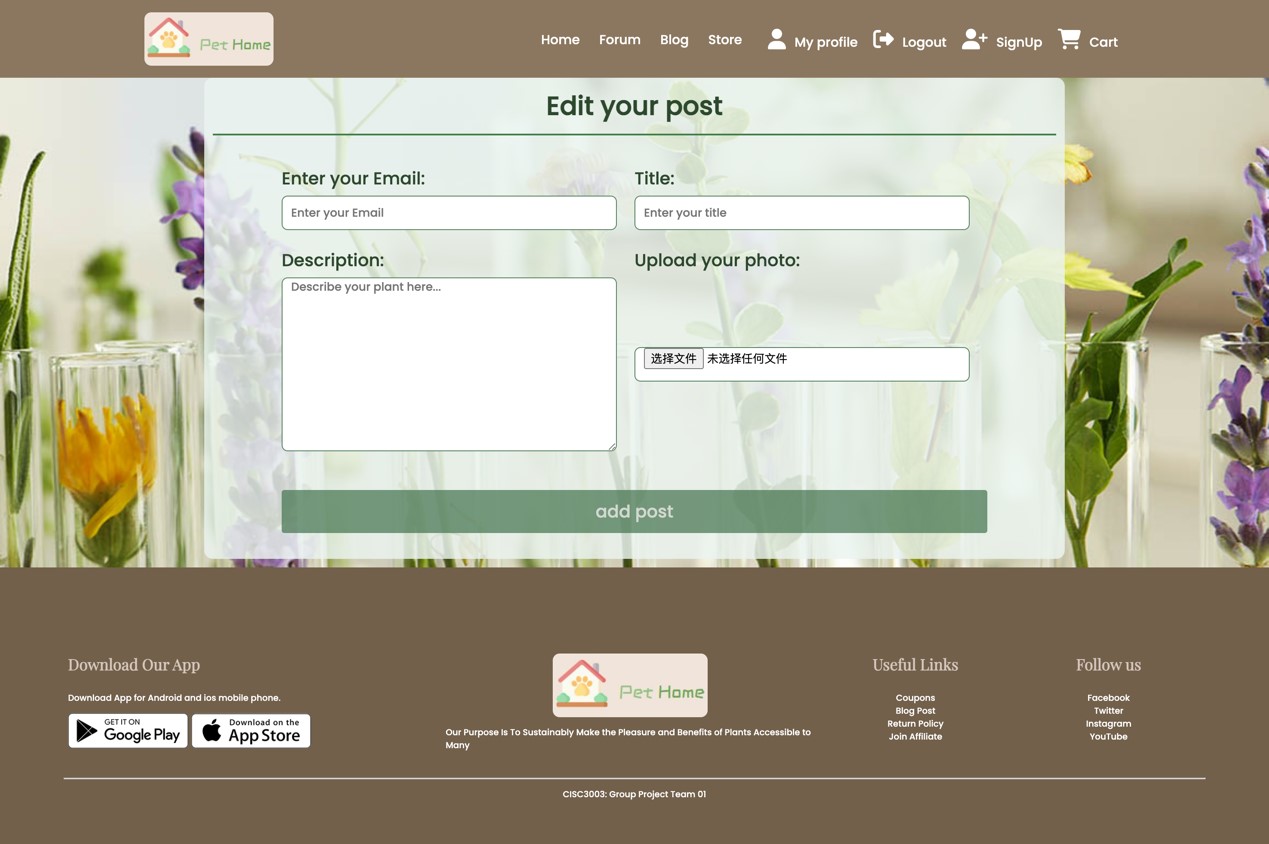 Pet Home
Home Forum Blog Store My profile Logout SignUp Cart
Edit your post
Enter your Email:
Enter your Email
Title:
Enter your title
Description:
Describe your plant here...
Upload your photo:
选择文件 未选择任何文件
add post
Download Our App
Download App for Android and ios mobile phone.
GET IT ON
Google Play
Download on the
App Store
Pet Home
Our Purpose Is To Sustainably Make the Pleasure and Benefits of Plants Accessible to
Many
Useful Links
Coupons
Blog Post
Return Policy
Join Affiliate
Follow us
Facebook
Twitter
Instagram
YouTube
CISC3003: Group Project Team 01